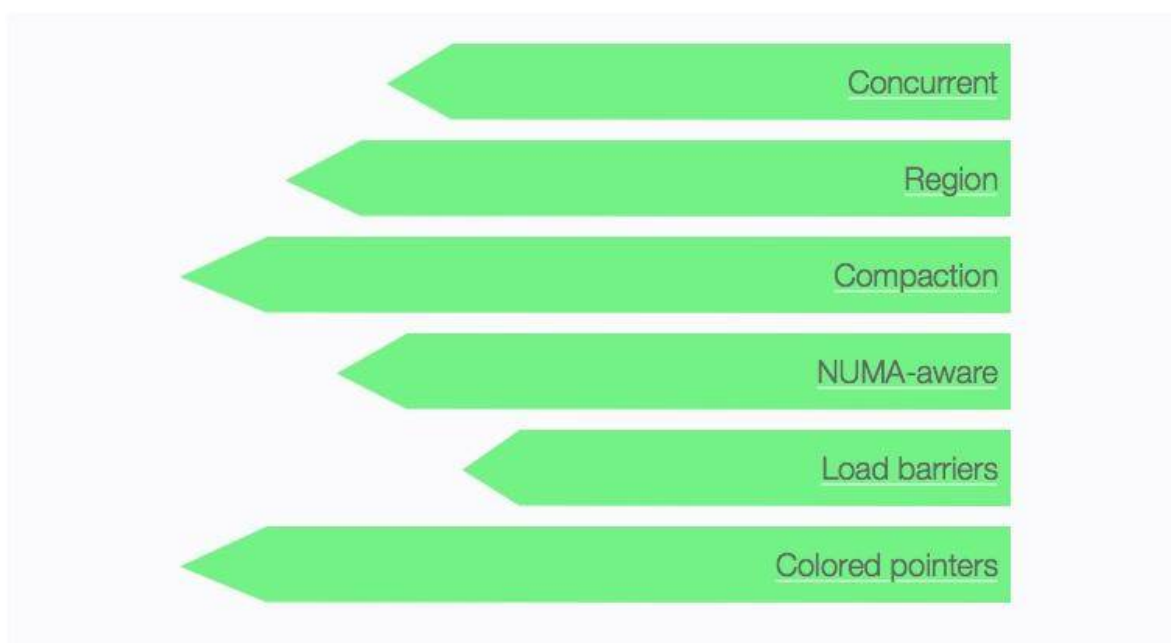 Concurrent
Region
Compaction
NUMA-aware
Load barriers
Colored pointers